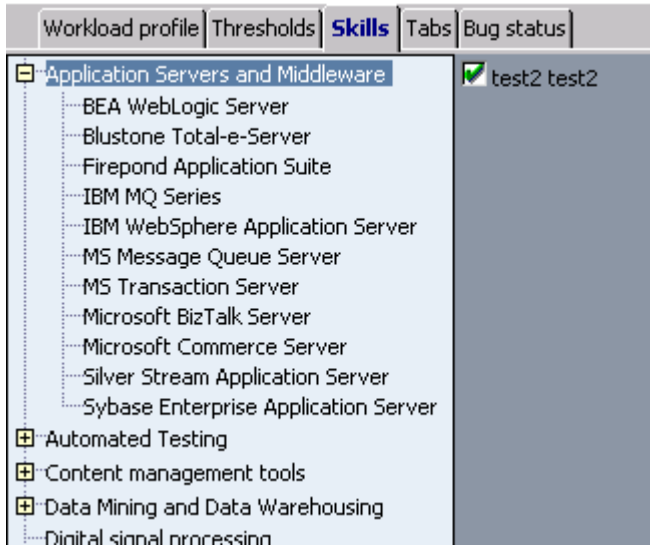 Workload profile Thresholds Skills Tabs Bug status
Application Servers and Middleware
BEA WebLogic Server
Blustone Total-e-Server
Firepond Application Suite
IBM MQ Series
IBM WebSphere Application Server
MS Message Queue Server
MS Transaction Server
Microsoft BizTalk Server
Microsoft Commerce Server
Silver Stream Application Server
Sybase Enterprise Application Server
Automated Testing
Content management tools
Data Mining and Data Warehousing
Digital signal processing
test2 test2